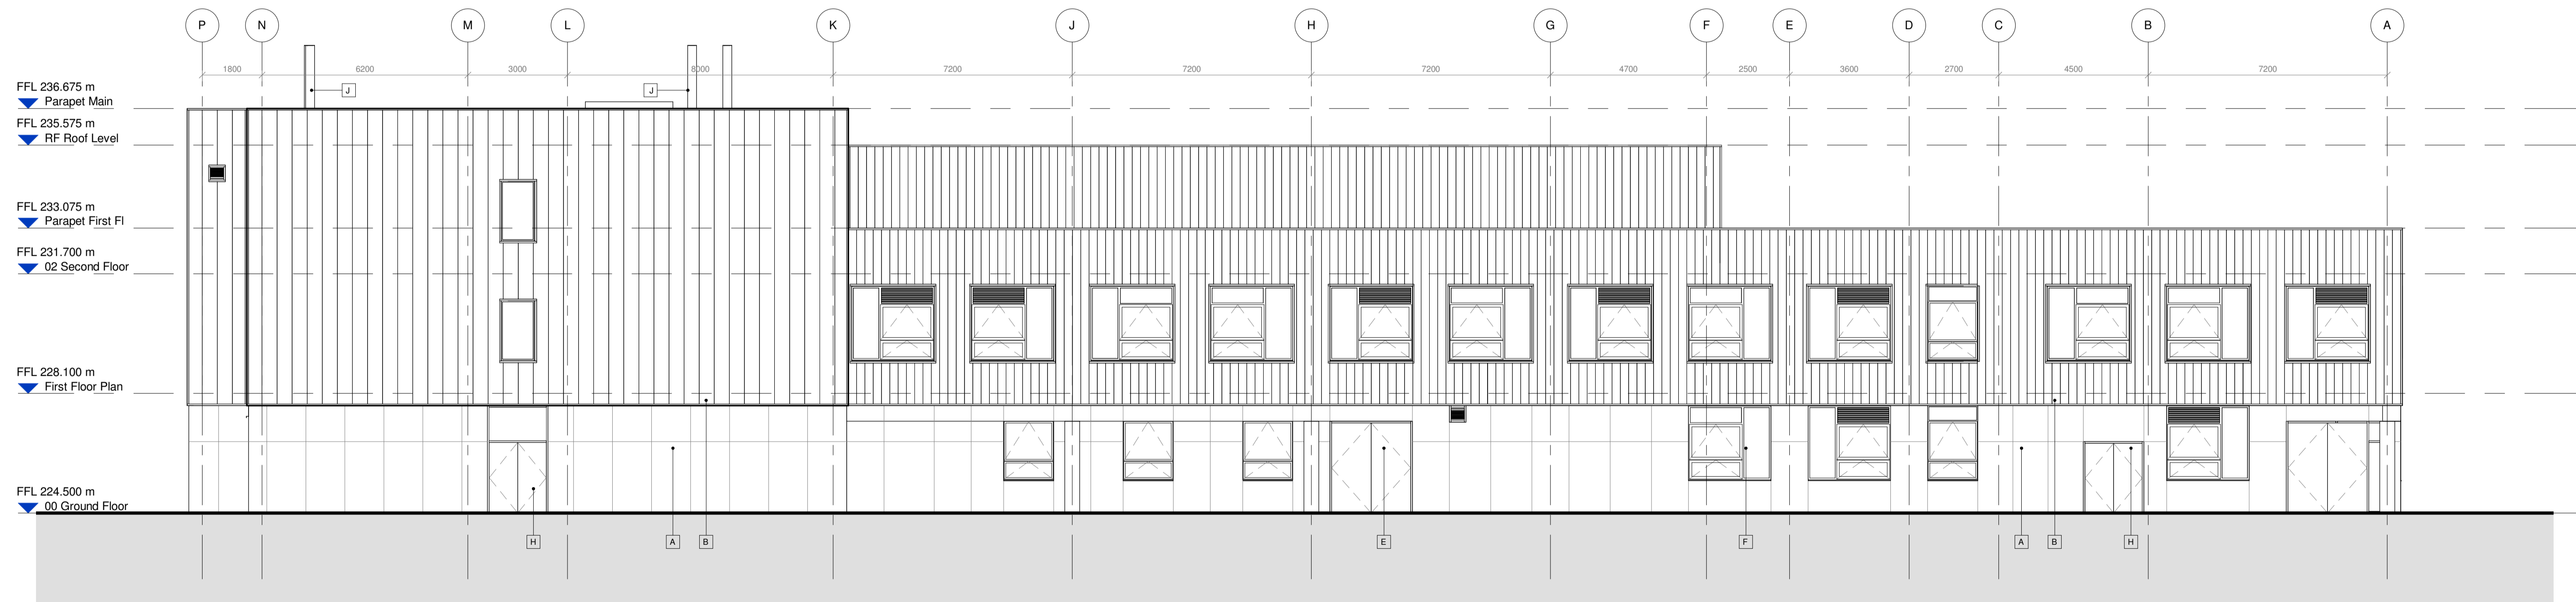 P N M L K J H G F E D C B A
1800 6200 3000 8000 7200 7200 7200 4700 2500 3600 2700 4500 7200
FFL 236.675 m
Parapet Main
J J
FFL 235.575 m
RF Roof Level
FFL 233.075 m
Parapet First Fl
FFL 231.700 m
02 Second Floor
FFL 228.100 m
First Floor Plan
FFL 224.500 m
00 Ground Floor
H A B E F A B H